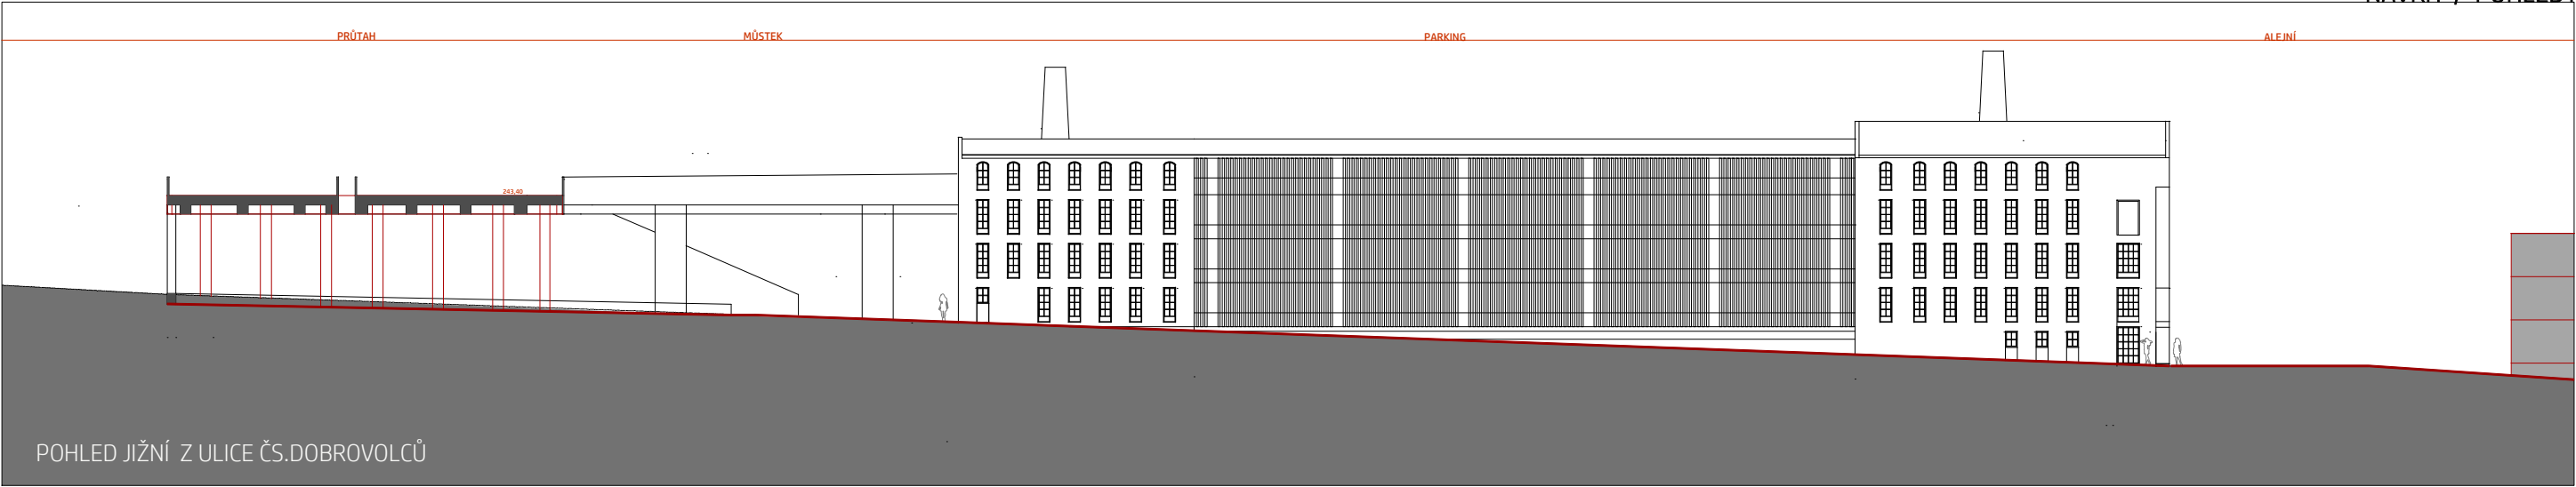 PRŮTAH
MŮSTEK
PARKING
ALEJNÍ
243,40
POHLED JIŽNÍ Z ULICE ČS.DOBROVOLCŮ